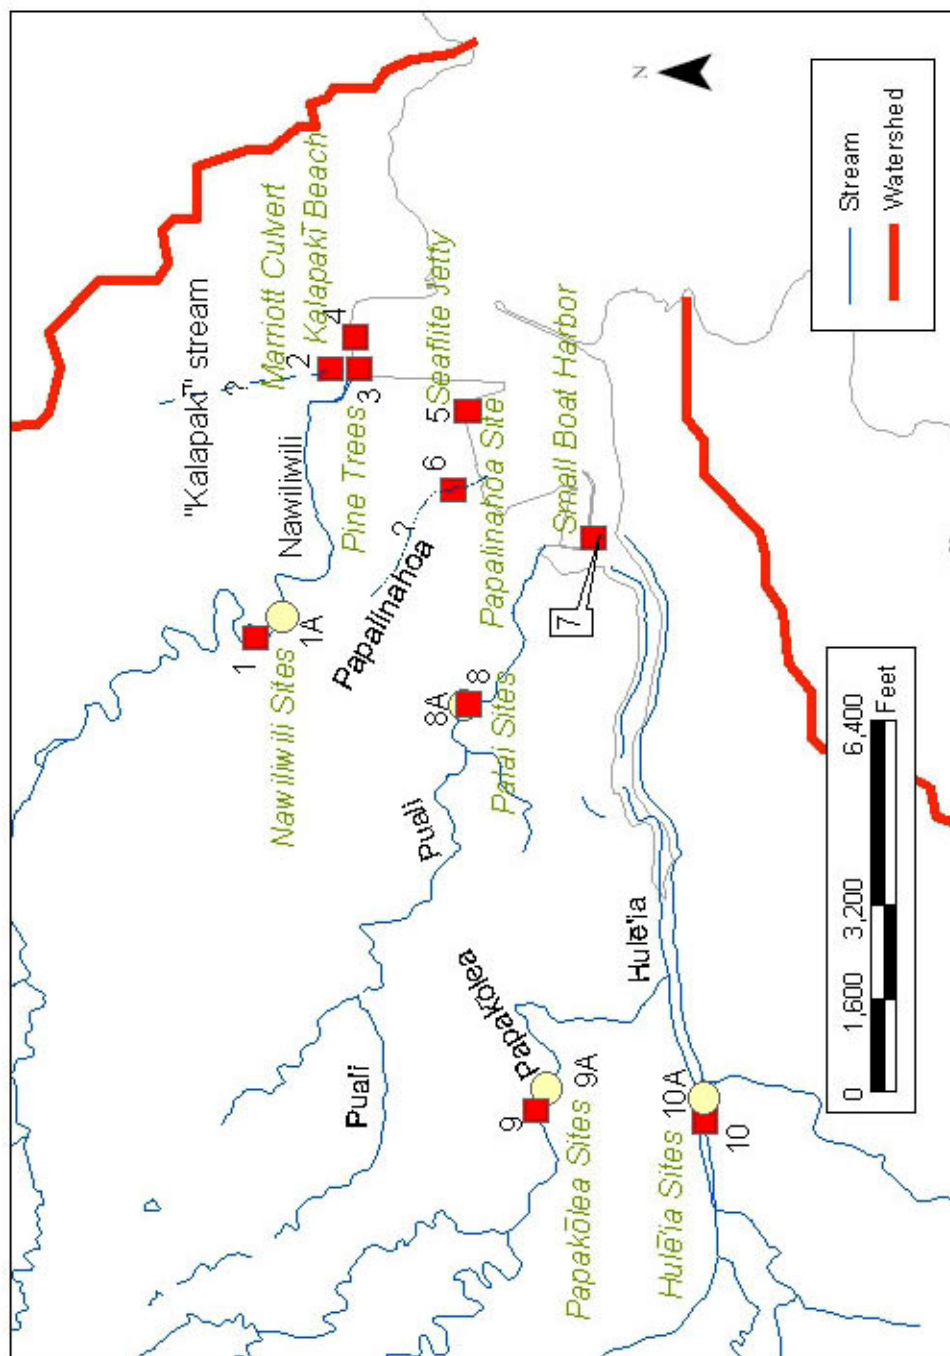 "Kalapakī" stream
?
Marriott Culvert
Kalapakī Beach
2
4
3
Nawiliwili
Pine Trees
Seaflite Jetty
5
6
?
Papalinahoa
Papalinahoa Site
Small Boat Harbor
7
1
1A
Nawiliwili Sites
8A
8
Palai Sites
Puali
Puali
Papakōlea
9
9A
Papakōlea Sites
Hulē'ia
10A
10
Hulē'ia Sites
N
Stream
Watershed
0 1,600 3,200 6,400
Feet